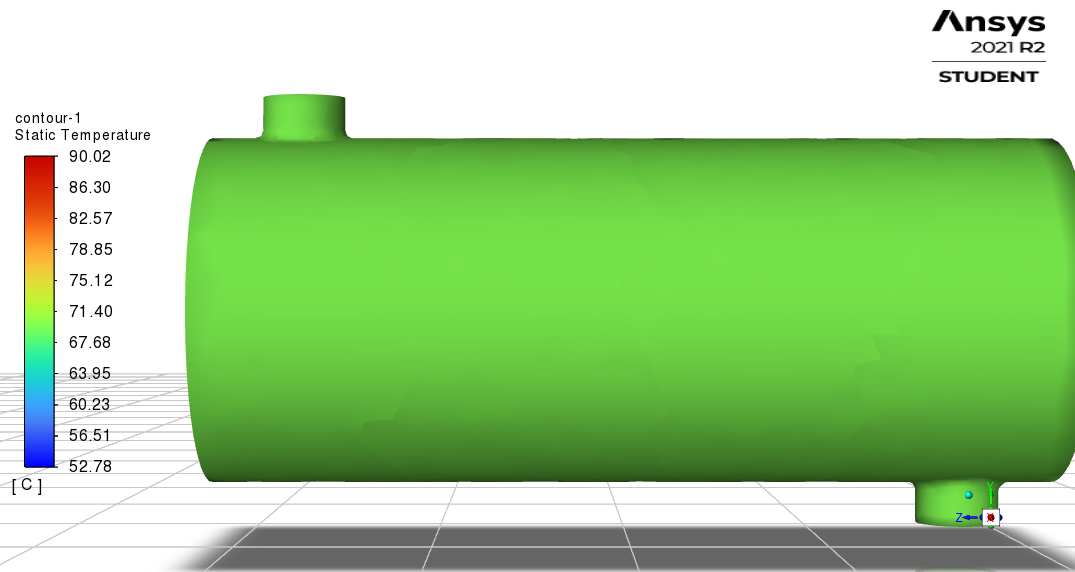 Ansys
2021 R2
STUDENT
contour-1
Static Temperature
90.02
86.30
82.57
78.85
75.12
71.40
67.68
63.95
60.23
56.51
52.78
[ C ]
Y
Z